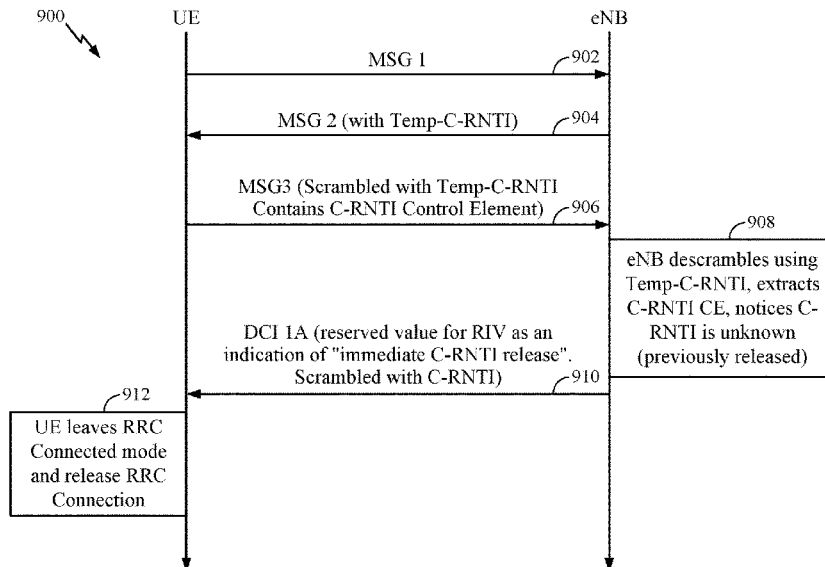 900
UE
eNB
MSG 1
902
MSG 2 (with Temp-C-RNTI)
904
MSG3 (Scrambled with Temp-C-RNTI
Contains C-RNTI Control Element)
906
908
eNB descrambles using
Temp-C-RNTI, extracts
C-RNTI CE, notices C-
RNTI is unknown
(previously released)
DCI 1A (reserved value for RIV as an
indication of "immediate C-RNTI release".
Scrambled with C-RNTI)
910
912
UE leaves RRC
Connected mode
and release RRC
Connection